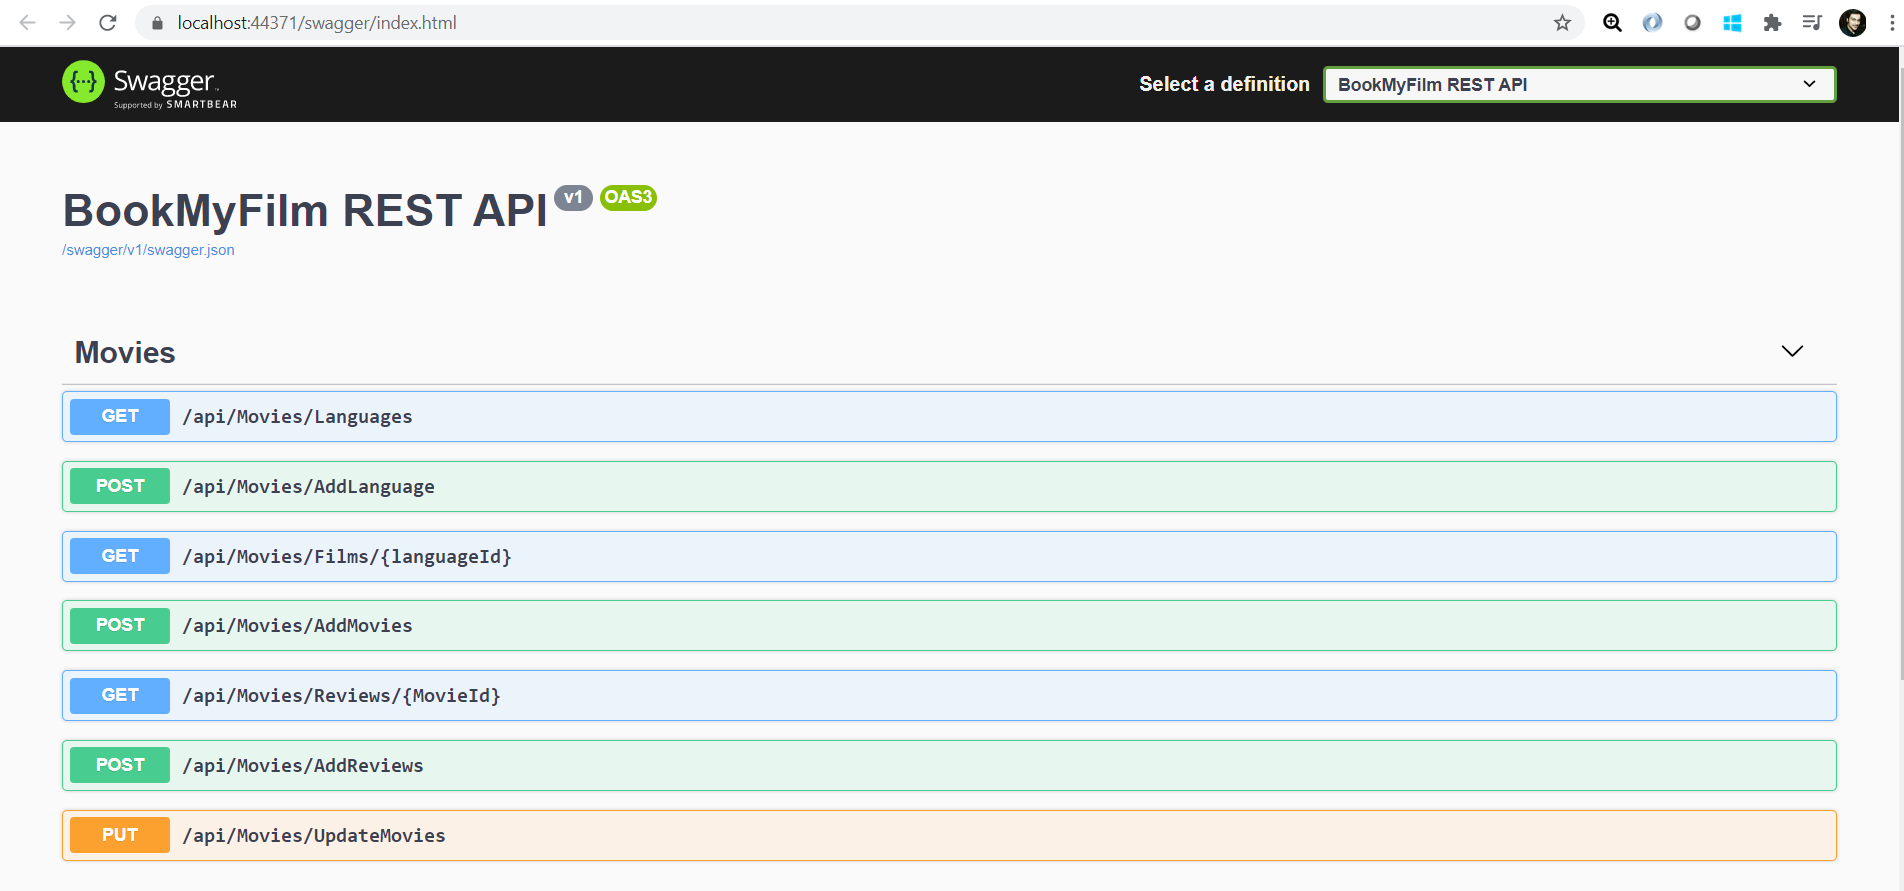 localhost:44371/swagger/index.html
{···} Swagger™
Supported by SMARTBEAR
Select a definition
BookMyFilm REST API
BookMyFilm REST API v1 OAS3
/swagger/v1/swagger.json
Movies
GET /api/Movies/Languages
POST /api/Movies/AddLanguage
GET /api/Movies/Films/{languageId}
POST /api/Movies/AddMovies
GET /api/Movies/Reviews/{MovieId}
POST /api/Movies/AddReviews
PUT /api/Movies/UpdateMovies